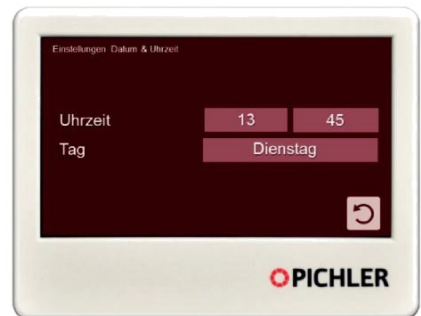 Einstellungen Datum & Uhrzeit
Uhrzeit 13 45
Tag Dienstag
PICHLER